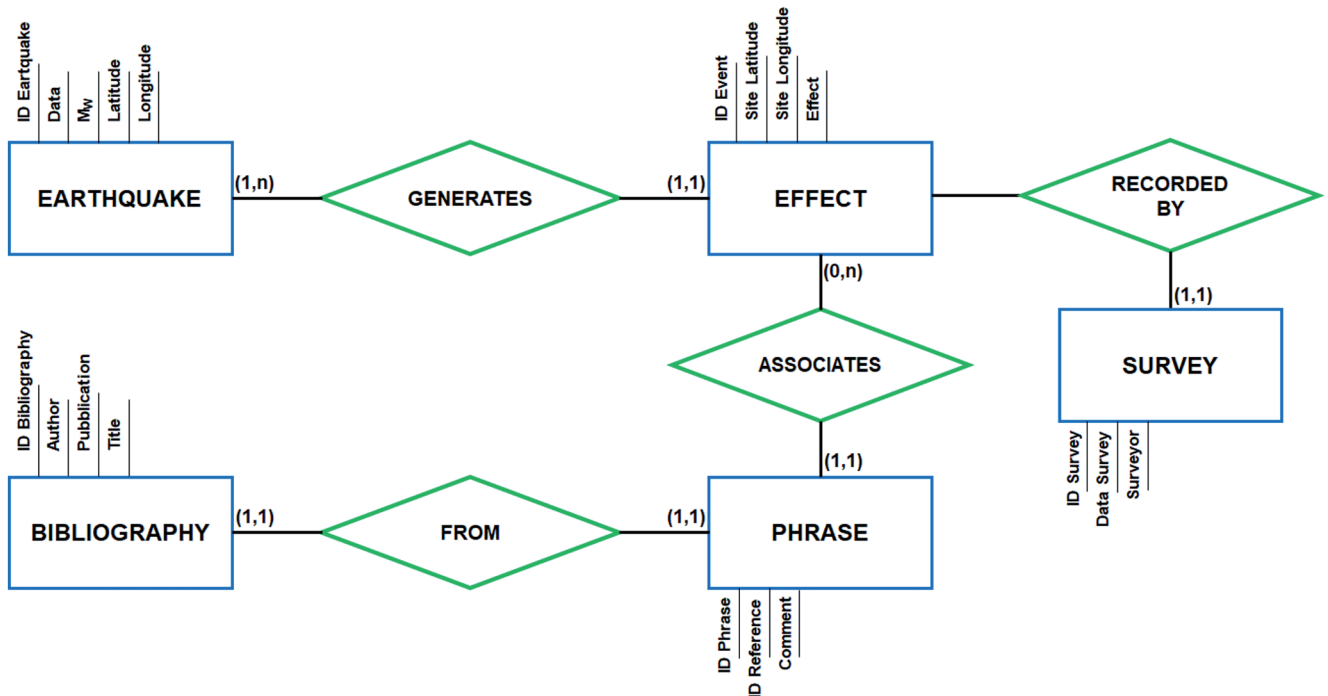 ID Eartquake
Data
Mw
Latitude
Longitude
ID Event
Site Latitude
Site Longitude
Effect
EARTHQUAKE
(1,n)
GENERATES
(1,1)
EFFECT
RECORDED
BY
(0,n)
(1,1)
ASSOCIATES
SURVEY
ID Survey
Data Survey
Surveyor
ID Bibliography
Author
Publication
Title
(1,1)
BIBLIOGRAPHY
(1,1)
FROM
(1,1)
PHRASE
ID Phrase
ID Reference
Comment